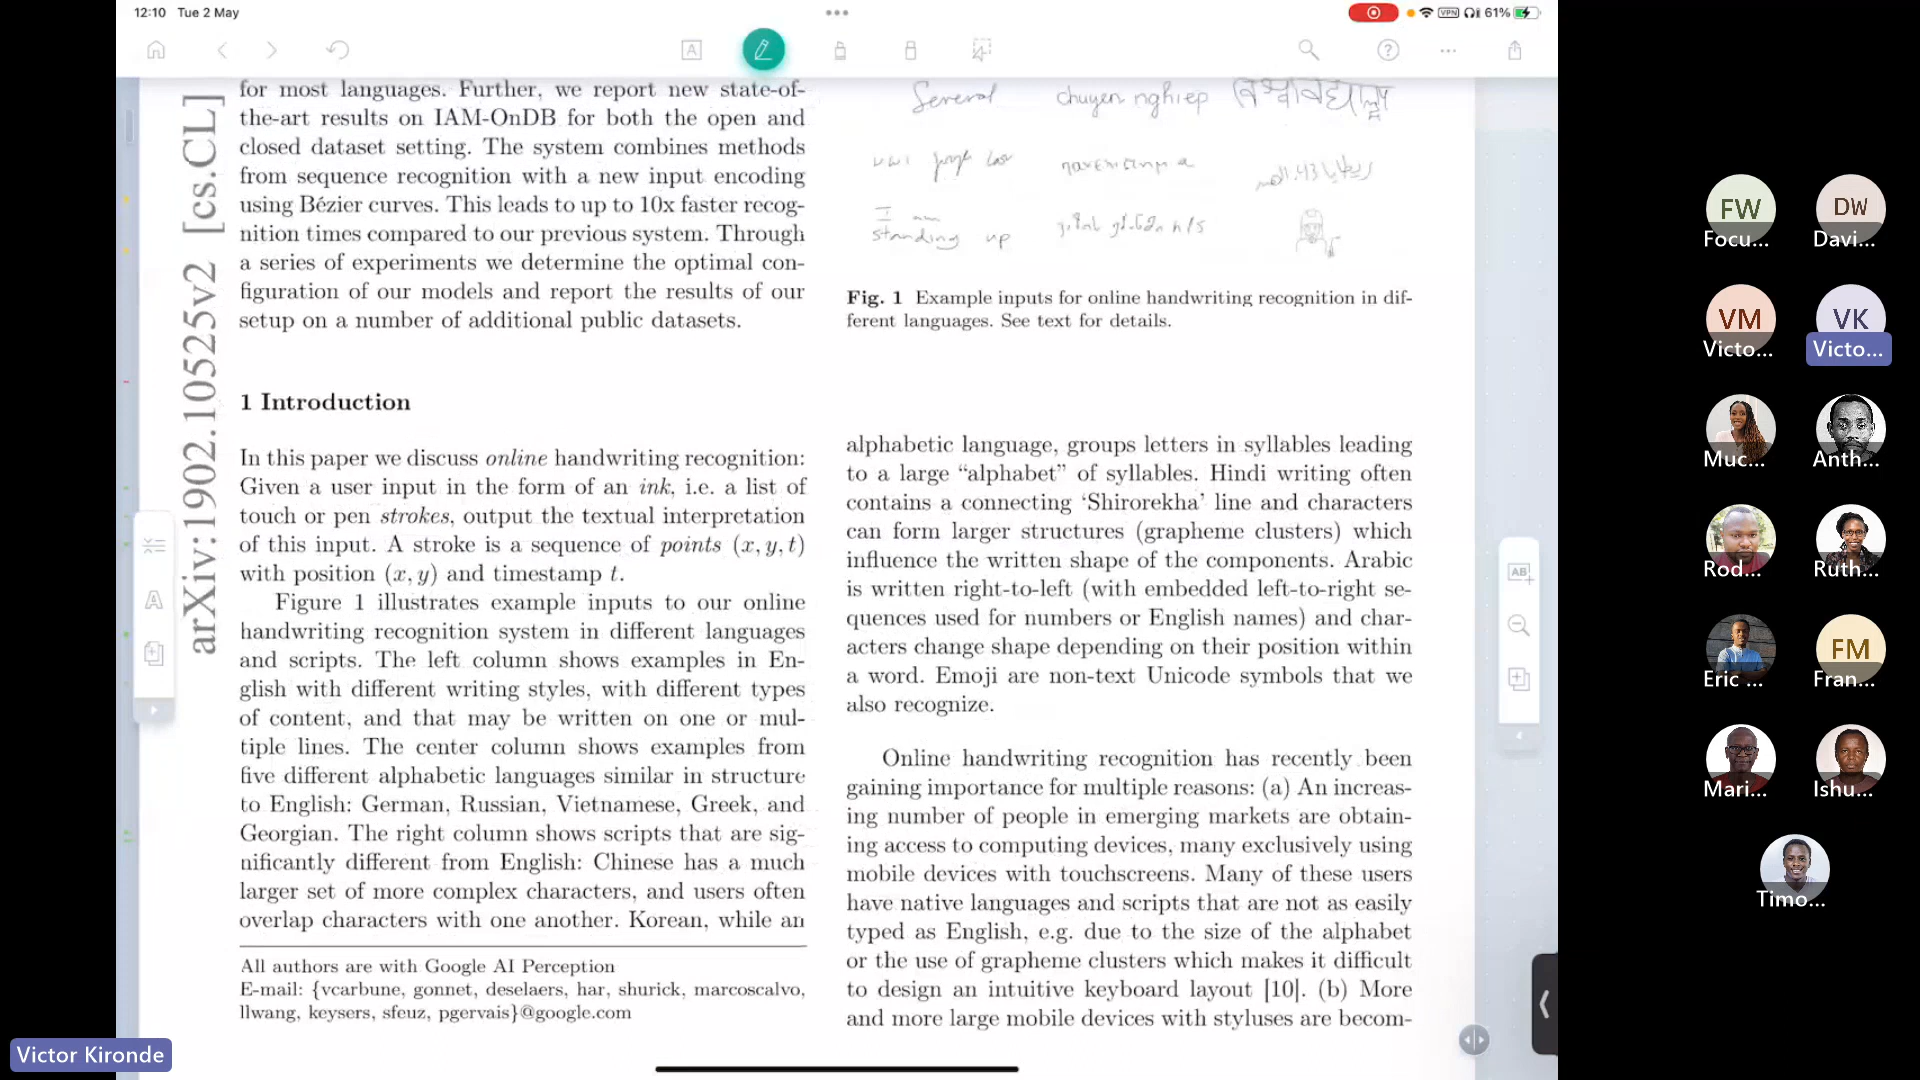 12:10 Tue 2 May
VPN 61%
A
for most languages. Further, we report new state-of-
the-art results on IAM-OnDB for both the open and
closed dataset setting. The system combines methods
from sequence recognition with a new input encoding
using Bézier curves. This leads to up to 10x faster recog-
nition times compared to our previous system. Through
a series of experiments we determine the optimal con-
figuration of our models and report the results of our
setup on a number of additional public datasets.
arXiv:1902.10525v2 [cs.CL]
1 Introduction
In this paper we discuss online handwriting recognition:
Given a user input in the form of an ink, i.e. a list of
touch or pen strokes, output the textual interpretation
of this input. A stroke is a sequence of points (x, y, t)
with position (x, y) and timestamp t.
Figure 1 illustrates example inputs to our online
handwriting recognition system in different languages
and scripts. The left column shows examples in En-
glish with different writing styles, with different types
of content, and that may be written on one or mul-
tiple lines. The center column shows examples from
five different alphabetic languages similar in structure
to English: German, Russian, Vietnamese, Greek, and
Georgian. The right column shows scripts that are sig-
nificantly different from English: Chinese has a much
larger set of more complex characters, and users often
overlap characters with one another. Korean, while an
All authors are with Google AI Perception
E-mail: {vcarbune, gonnet, deselaers, har, shurick, marcoscalvo,
llwang, keysers, sfeuz, pgervais}@google.com
Several chuyên nghiệp
I am
standing up
Fig. 1 Example inputs for online handwriting recognition in dif-
ferent languages. See text for details.
alphabetic language, groups letters in syllables leading
to a large “alphabet” of syllables. Hindi writing often
contains a connecting ‘Shirorekha’ line and characters
can form larger structures (grapheme clusters) which
influence the written shape of the components. Arabic
is written right-to-left (with embedded left-to-right se-
quences used for numbers or English names) and char-
acters change shape depending on their position within
a word. Emoji are non-text Unicode symbols that we
also recognize.
Online handwriting recognition has recently been
gaining importance for multiple reasons: (a) An increas-
ing number of people in emerging markets are obtain-
ing access to computing devices, many exclusively using
mobile devices with touchscreens. Many of these users
have native languages and scripts that are not as easily
typed as English, e.g. due to the size of the alphabet
or the use of grapheme clusters which makes it difficult
to design an intuitive keyboard layout [10]. (b) More
and more large mobile devices with styluses are becom-
A
AB
FW DW
Focu... Davi...
VM VK
Victo... Victo...
Muc... Anth...
Rod... Ruth...
FM
Eric ... Fran...
Mari... Ishu...
Timo...
Victor Kironde